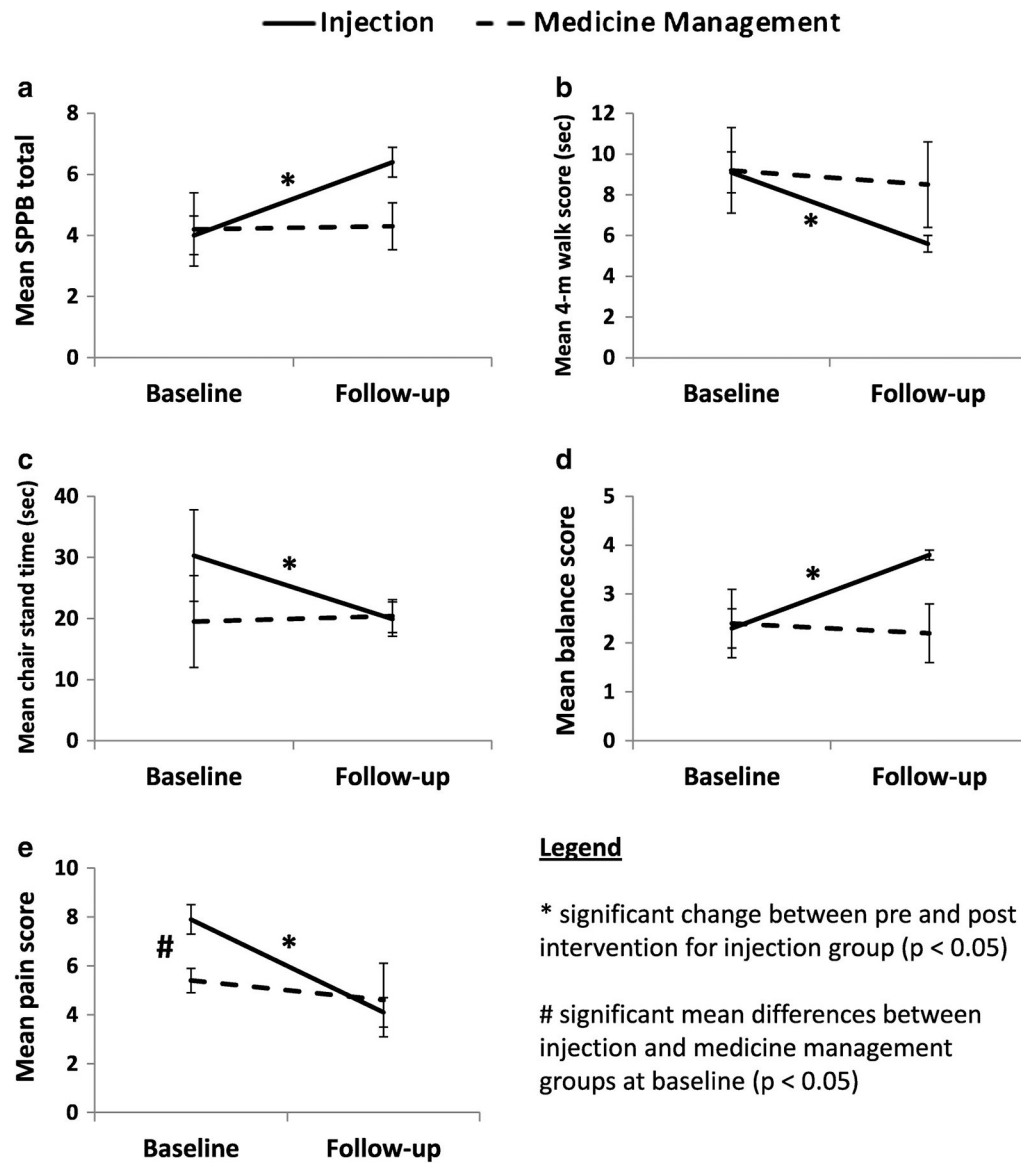 Injection Medicine Management
a
Mean SPPB total
8
6
4
2
0
*
Baseline Follow-up
b
Mean 4-m walk score (sec)
12
10
8
6
4
2
0
*
Baseline Follow-up
c
Mean chair stand time (sec)
40
30
20
10
0
*
Baseline Follow-up
d
Mean balance score
5
4
3
2
1
0
*
Baseline Follow-up
e
Mean pain score
10
8
6
4
2
0
#
*
Baseline Follow-up
Legend
* significant change between pre and post
intervention for injection group (p < 0.05)
# significant mean differences between
injection and medicine management
groups at baseline (p < 0.05)